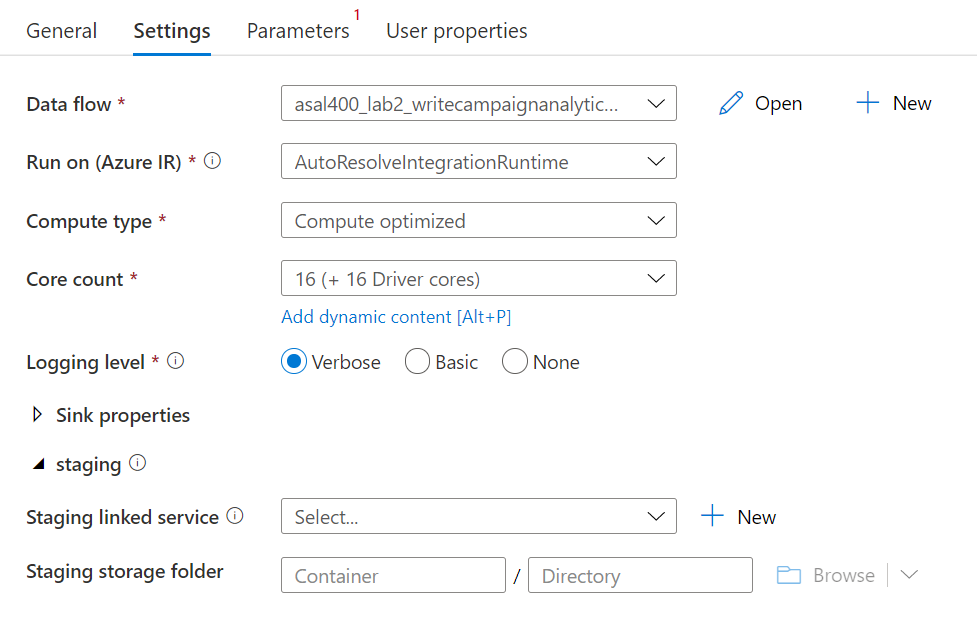 General Settings Parameters 1 User properties
Data flow * asal400_lab2_writecampaignanalytic... Open New
Run on (Azure IR) * AutoResolveIntegrationRuntime
Compute type * Compute optimized
Core count * 16 (+ 16 Driver cores)
Add dynamic content [Alt+P]
Logging level * Verbose Basic None
Sink properties
staging
Staging linked service Select... New
Staging storage folder Container / Directory Browse